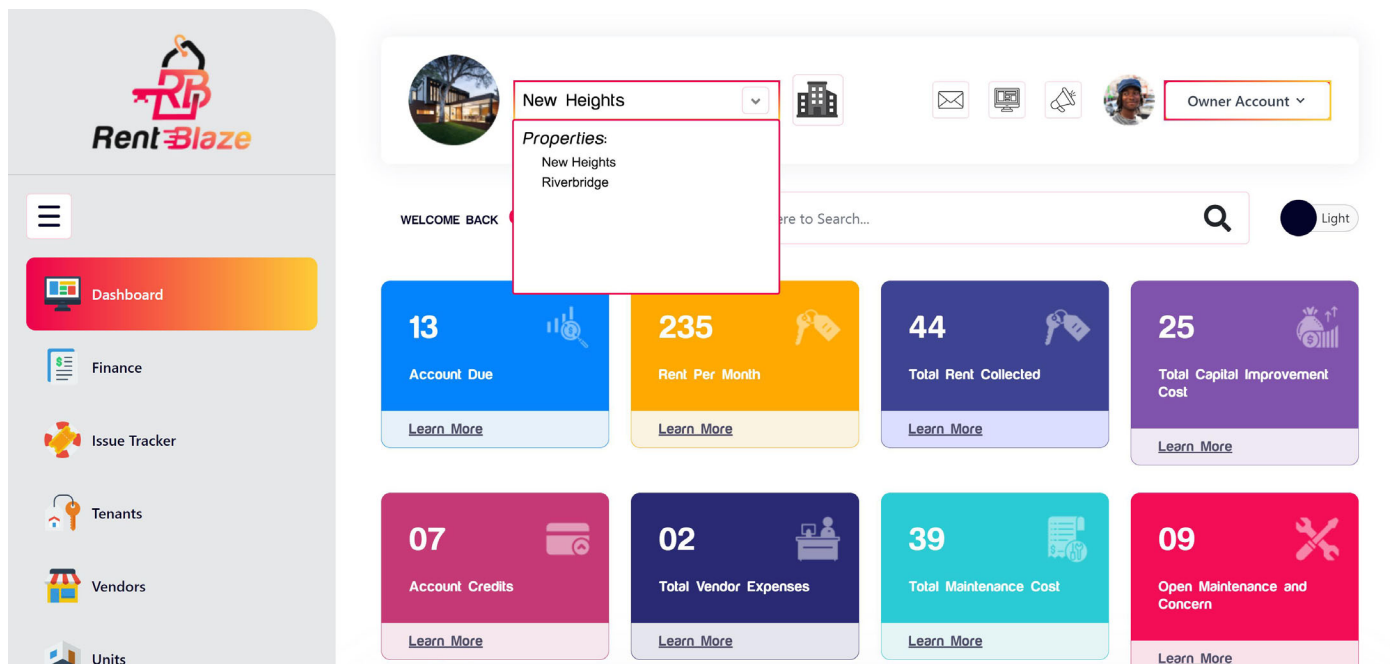 RB
Rent Blaze
New Heights
Owner Account
Properties:
New Heights
Riverbridge
WELCOME BACK
to Search...
Light
Dashboard
Finance
Issue Tracker
Tenants
Vendors
Units
13
Account Due
Learn More
235
Rent Per Month
Learn More
44
Total Rent Collected
Learn More
25
Total Capital Improvement
Cost
Learn More
07
Account Credits
Learn More
02
Total Vendor Expenses
Learn More
39
Total Maintenance Cost
Learn More
09
Open Maintenance and
Concern
Learn More